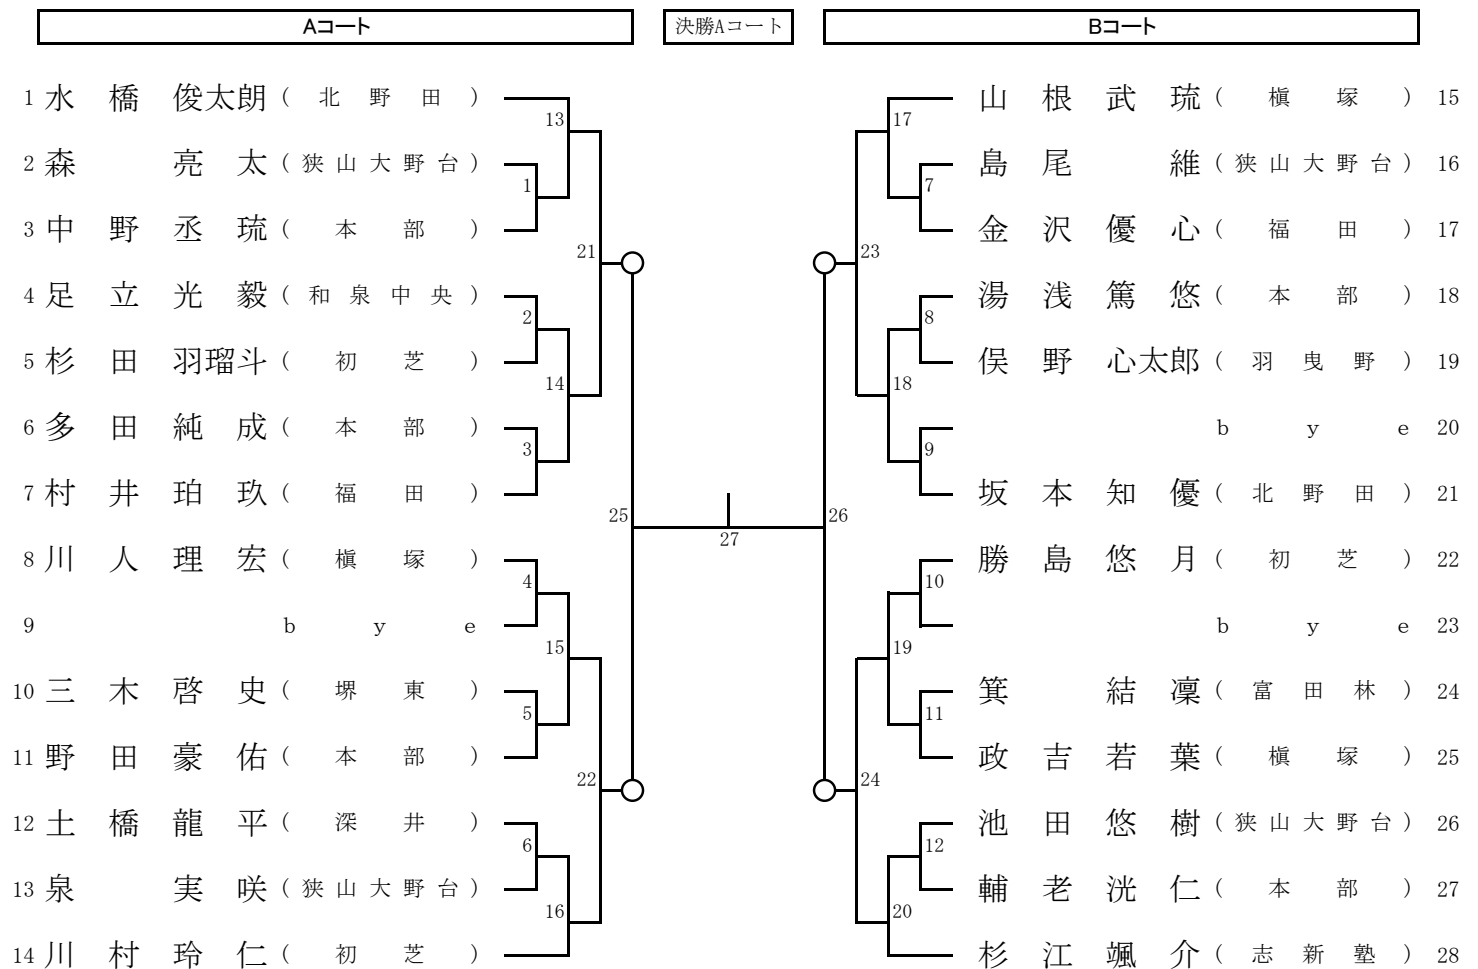 Aコート 決勝Aコート Bコート
1 水橋俊太朗 (北野田) 山根武琉 (槇塚) 15
13 17
2 森亮太 (狭山大野台) 島尾維 (狭山大野台) 16
1 7
3 中野丞琉 (本部) 金沢優心 (福田) 17
21 23
4 足立光毅 (和泉中央) 湯浅篤悠 (本部) 18
2 8
5 杉田羽瑠斗 (初芝) 俣野心太郎 (羽曳野) 19
14 18
6 多田純成 (本部) bye 20
3 9
7 村井珀玖 (福田) 坂本知優 (北野田) 21
25 27 26
8 川人理宏 (槇塚) 勝島悠月 (初芝) 22
4 10
9 bye bye 23
15 19
10 三木啓史 (堺東) 箕結凜 (富田林) 24
5 11
11 野田豪佑 (本部) 政吉若葉 (槇塚) 25
22 24
12 土橋龍平 (深井) 池田悠樹 (狭山大野台) 26
6 12
13 泉実咲 (狭山大野台) 輔老洸仁 (本部) 27
16 20
14 川村玲仁 (初芝) 杉江颯介 (志新塾) 28